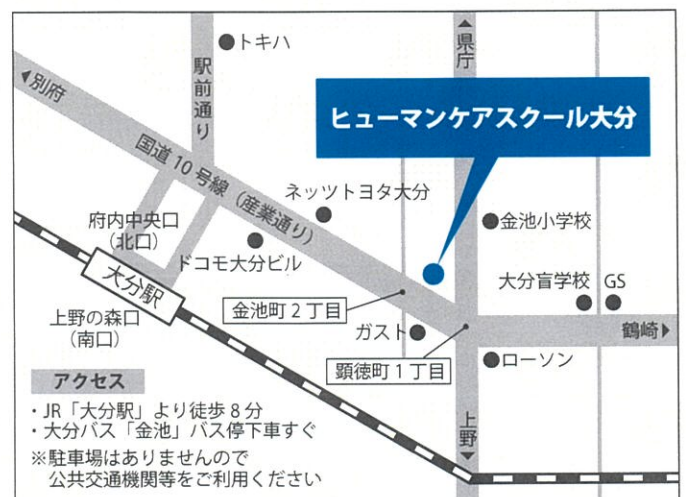 トキハ
▲県庁
駅前通り
◀別府
ヒューマンケアスクール大分
国道10号線（産業通り）
ネッツトヨタ大分
府内中央口
（北口）
金池小学校
ドコモ大分ビル
大分駅
大分盲学校
GS
金池町2丁目
上野の森口
（南口）
ガスト
鶴崎▶
顕徳町1丁目
ローソン
アクセス
・JR「大分駅」より徒歩8分
・大分バス「金池」バス停下車すぐ
※駐車場はありませんので
公共交通機関等をご利用ください
上野▼